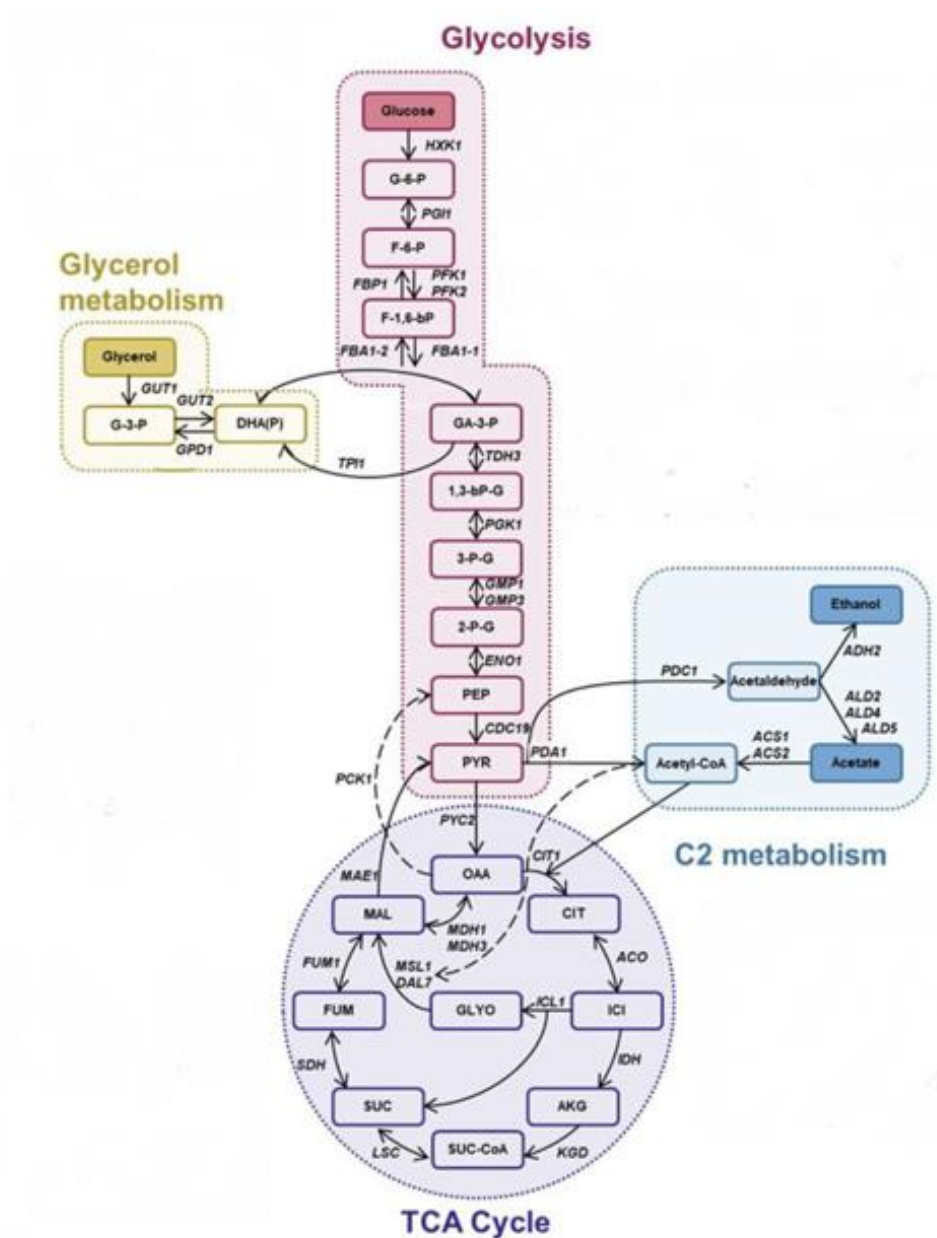 Glycolysis
Glucose
HXK1
G-6-P
PGI1
F-6-P
FBP1
PFK1
PFK2
F-1,6-bP
FBA1-2
FBA1-1
Glycerol
metabolism
Glycerol
GUT1
GUT2
G-3-P
DHA(P)
GPD1
TPI1
GA-3-P
TDH3
1,3-bP-G
PGK1
3-P-G
GMP1
GMP3
2-P-G
ENO1
PEP
CDC19
PYR
PDA1
PCK1
PYC2
MAE1
Ethanol
ADH2
PDC1
Acetaldehyde
ALD2
ALD4
ALD5
ACS1
ACS2
Acetyl-CoA
Acetate
C2 metabolism
OAA
CIT1
MAL
CIT
MDH1
MDH3
FUM1
MSL1
DAL7
ACO
FUM
GLYO
ICL1
ICI
SDH
IDH
SUC
AKG
LSC
SUC-CoA
KGD
TCA Cycle